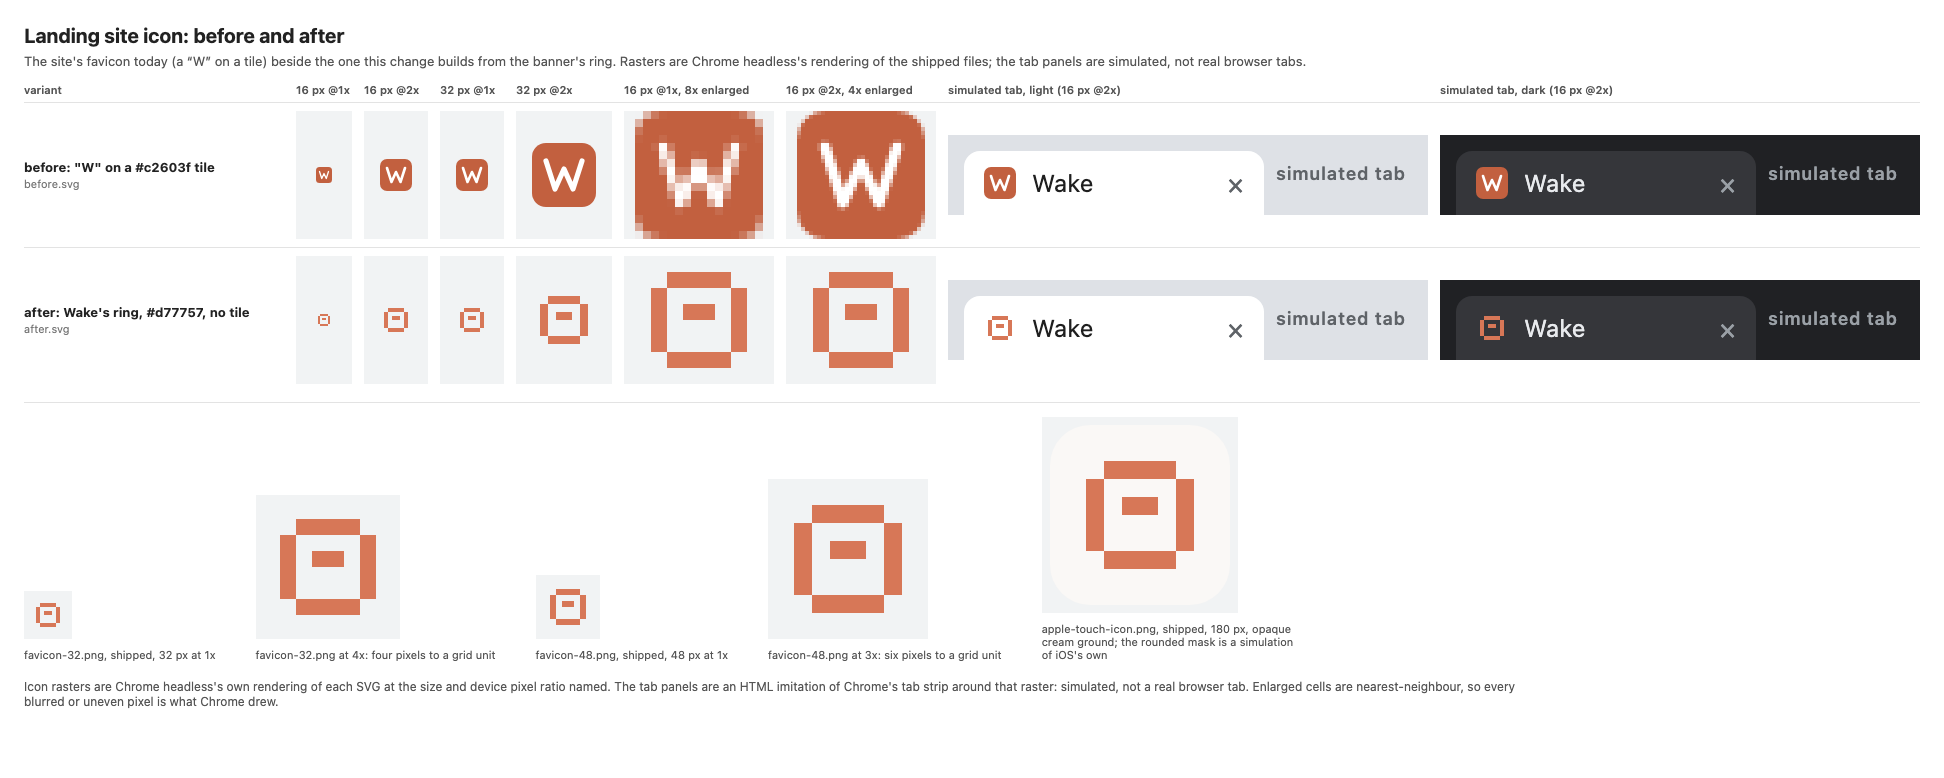 Landing site icon: before and after
The site's favicon today (a “W” on a tile) beside the one this change builds from the banner's ring. Rasters are Chrome headless's rendering of the shipped files; the tab panels are simulated, not real browser tabs.
variant 16 px @1x 16 px @2x 32 px @1x 32 px @2x 16 px @1x, 8x enlarged 16 px @2x, 4x enlarged simulated tab, light (16 px @2x) simulated tab, dark (16 px @2x)
before: "W" on a #c2603f tile
before.svg
W W W W W W W Wake × simulated tab W Wake × simulated tab
after: Wake's ring, #d77757, no tile
after.svg
Wake × simulated tab Wake × simulated tab
favicon-32.png, shipped, 32 px at 1x
favicon-32.png at 4x: four pixels to a grid unit
favicon-48.png, shipped, 48 px at 1x
favicon-48.png at 3x: six pixels to a grid unit
apple-touch-icon.png, shipped, 180 px, opaque
cream ground; the rounded mask is a simulation
of iOS's own
Icon rasters are Chrome headless's own rendering of each SVG at the size and device pixel ratio named. The tab panels are an HTML imitation of Chrome's tab strip around that raster: simulated, not a real browser tab. Enlarged cells are nearest-neighbour, so every
blurred or uneven pixel is what Chrome drew.